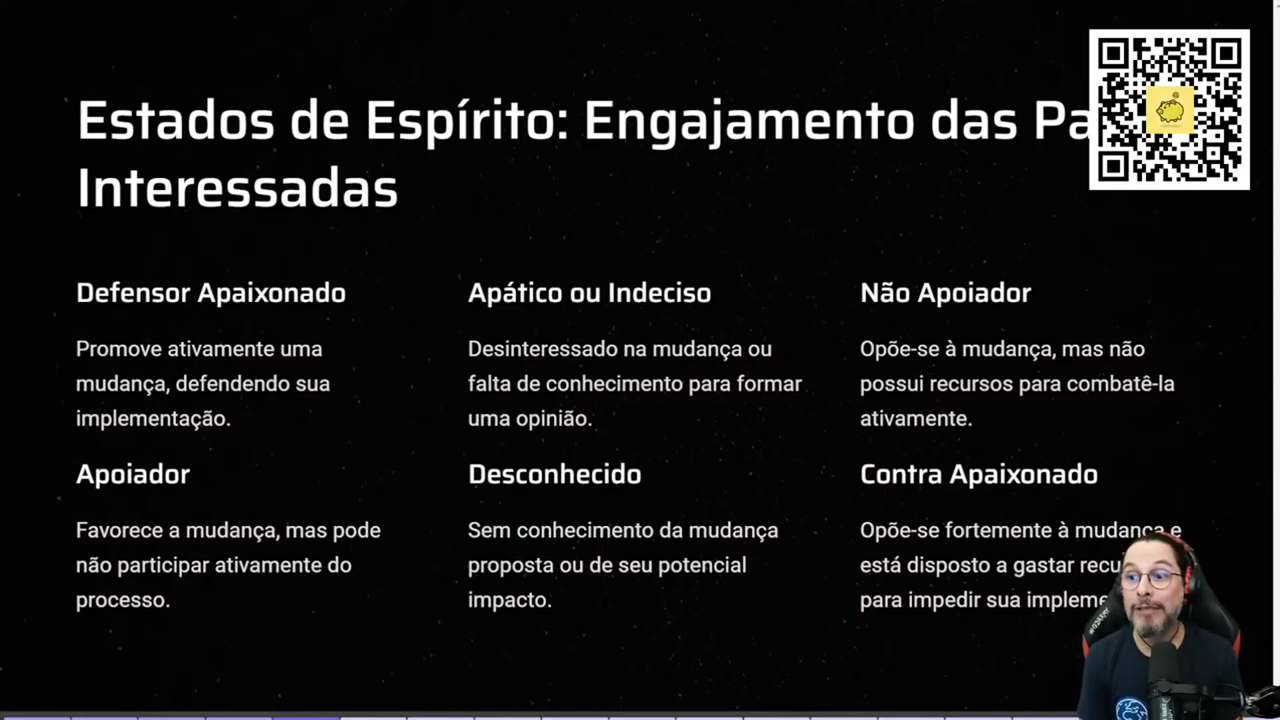 Estados de Espírito: Engajamento das
Interessadas
Defensor Apaixonado
Promove ativamente uma
mudança, defendendo sua
implementação.
Apático ou Indeciso
Desinteressado na mudança ou
falta de conhecimento para formar
uma opinião.
Não Apoiador
Opõe-se à mudança, mas não
possui recursos para combatê-la
ativamente.
Apoiador
Favorece a mudança, mas pode
não participar ativamente do
processo.
Desconhecido
Sem conhecimento da mudança
proposta ou de seu potencial
impacto.
Contra Apaixonado
Opõe-se fortemente à mudança e
está disposto a gastar
para impedir sua